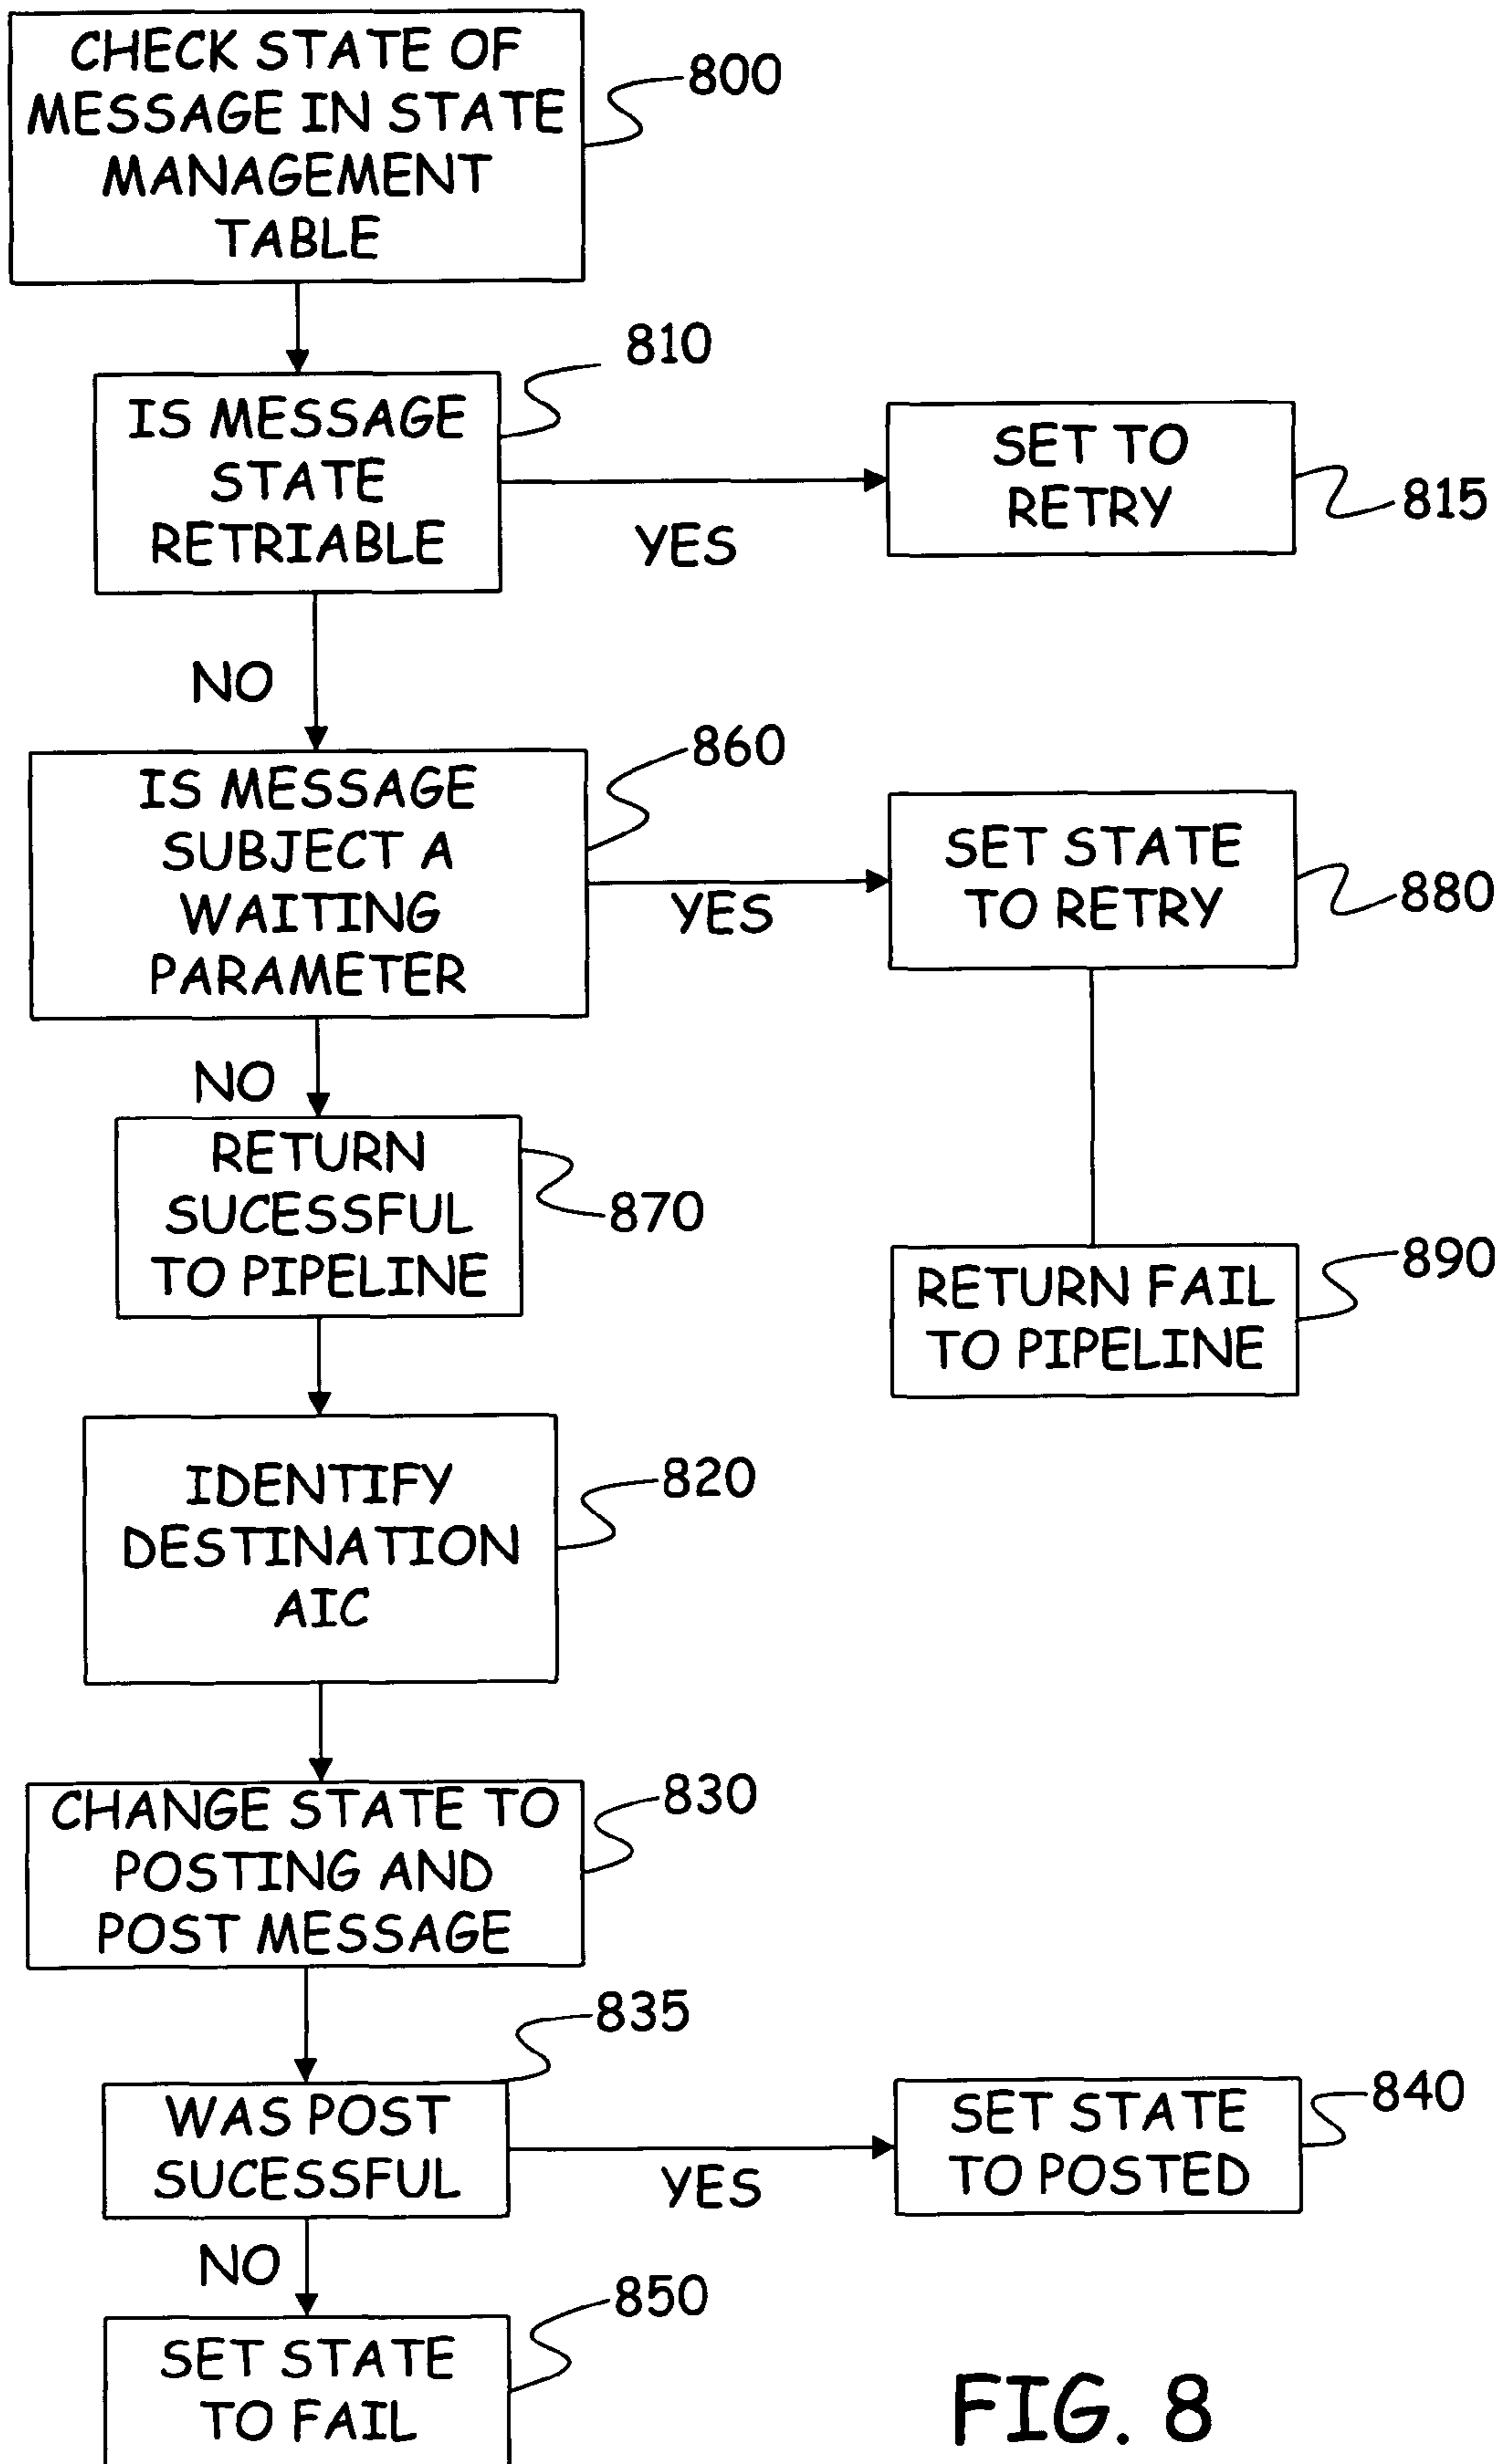 CHECK STATE OF
MESSAGE IN STATE
MANAGEMENT
TABLE
800
IS MESSAGE
STATE
RETRIABLE
810
YES
SET TO
RETRY
815
NO
IS MESSAGE
SUBJECT A
WAITING
PARAMETER
860
YES
SET STATE
TO RETRY
880
NO
RETURN
SUCESSFUL
TO PIPELINE
870
RETURN FAIL
TO PIPELINE
890
IDENTIFY
DESTINATION
AIC
820
CHANGE STATE TO
POSTING AND
POST MESSAGE
830
WAS POST
SUCESSFUL
835
YES
SET STATE
TO POSTED
840
NO
SET STATE
TO FAIL
850
FIG. 8